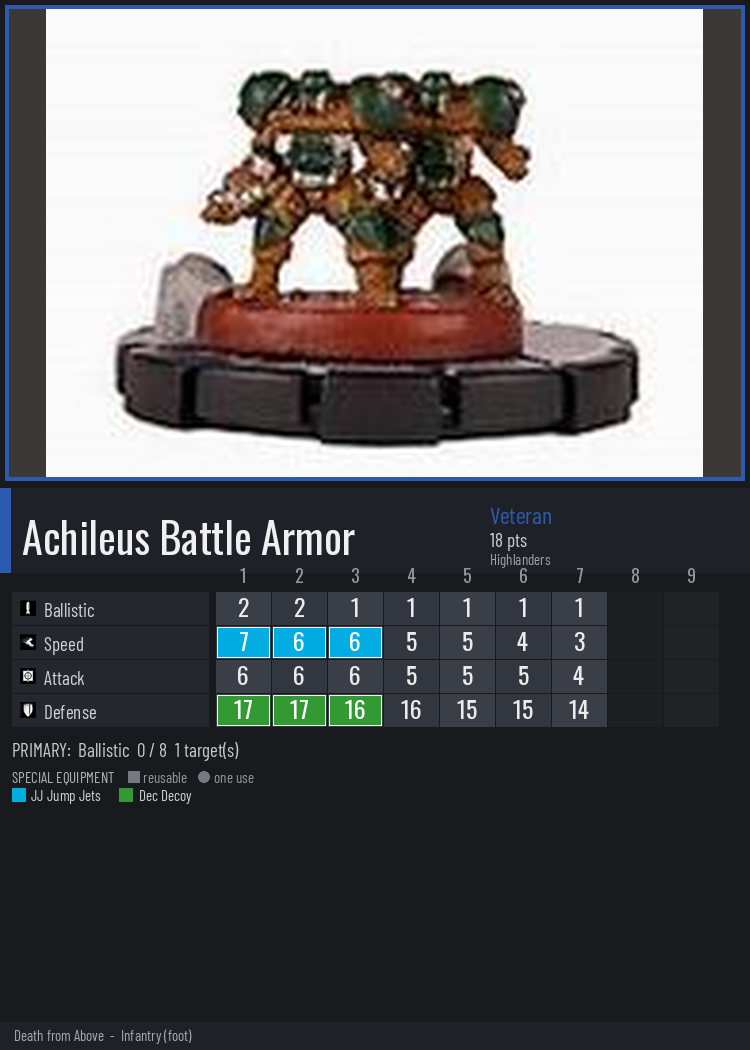 Achileus Battle Armor
Veteran
18 pts
Highlanders
1 2 3 4 5 6 7 8 9
Ballistic 2 2 1 1 1 1 1
Speed 7 6 6 5 5 4 3
Attack 6 6 6 5 5 5 4
Defense 17 17 16 16 15 15 14
PRIMARY: Ballistic 0 / 8 1 target(s)
SPECIAL EQUIPMENT reusable one use
JJ Jump Jets Dec Decoy
Death from Above - Infantry (foot)